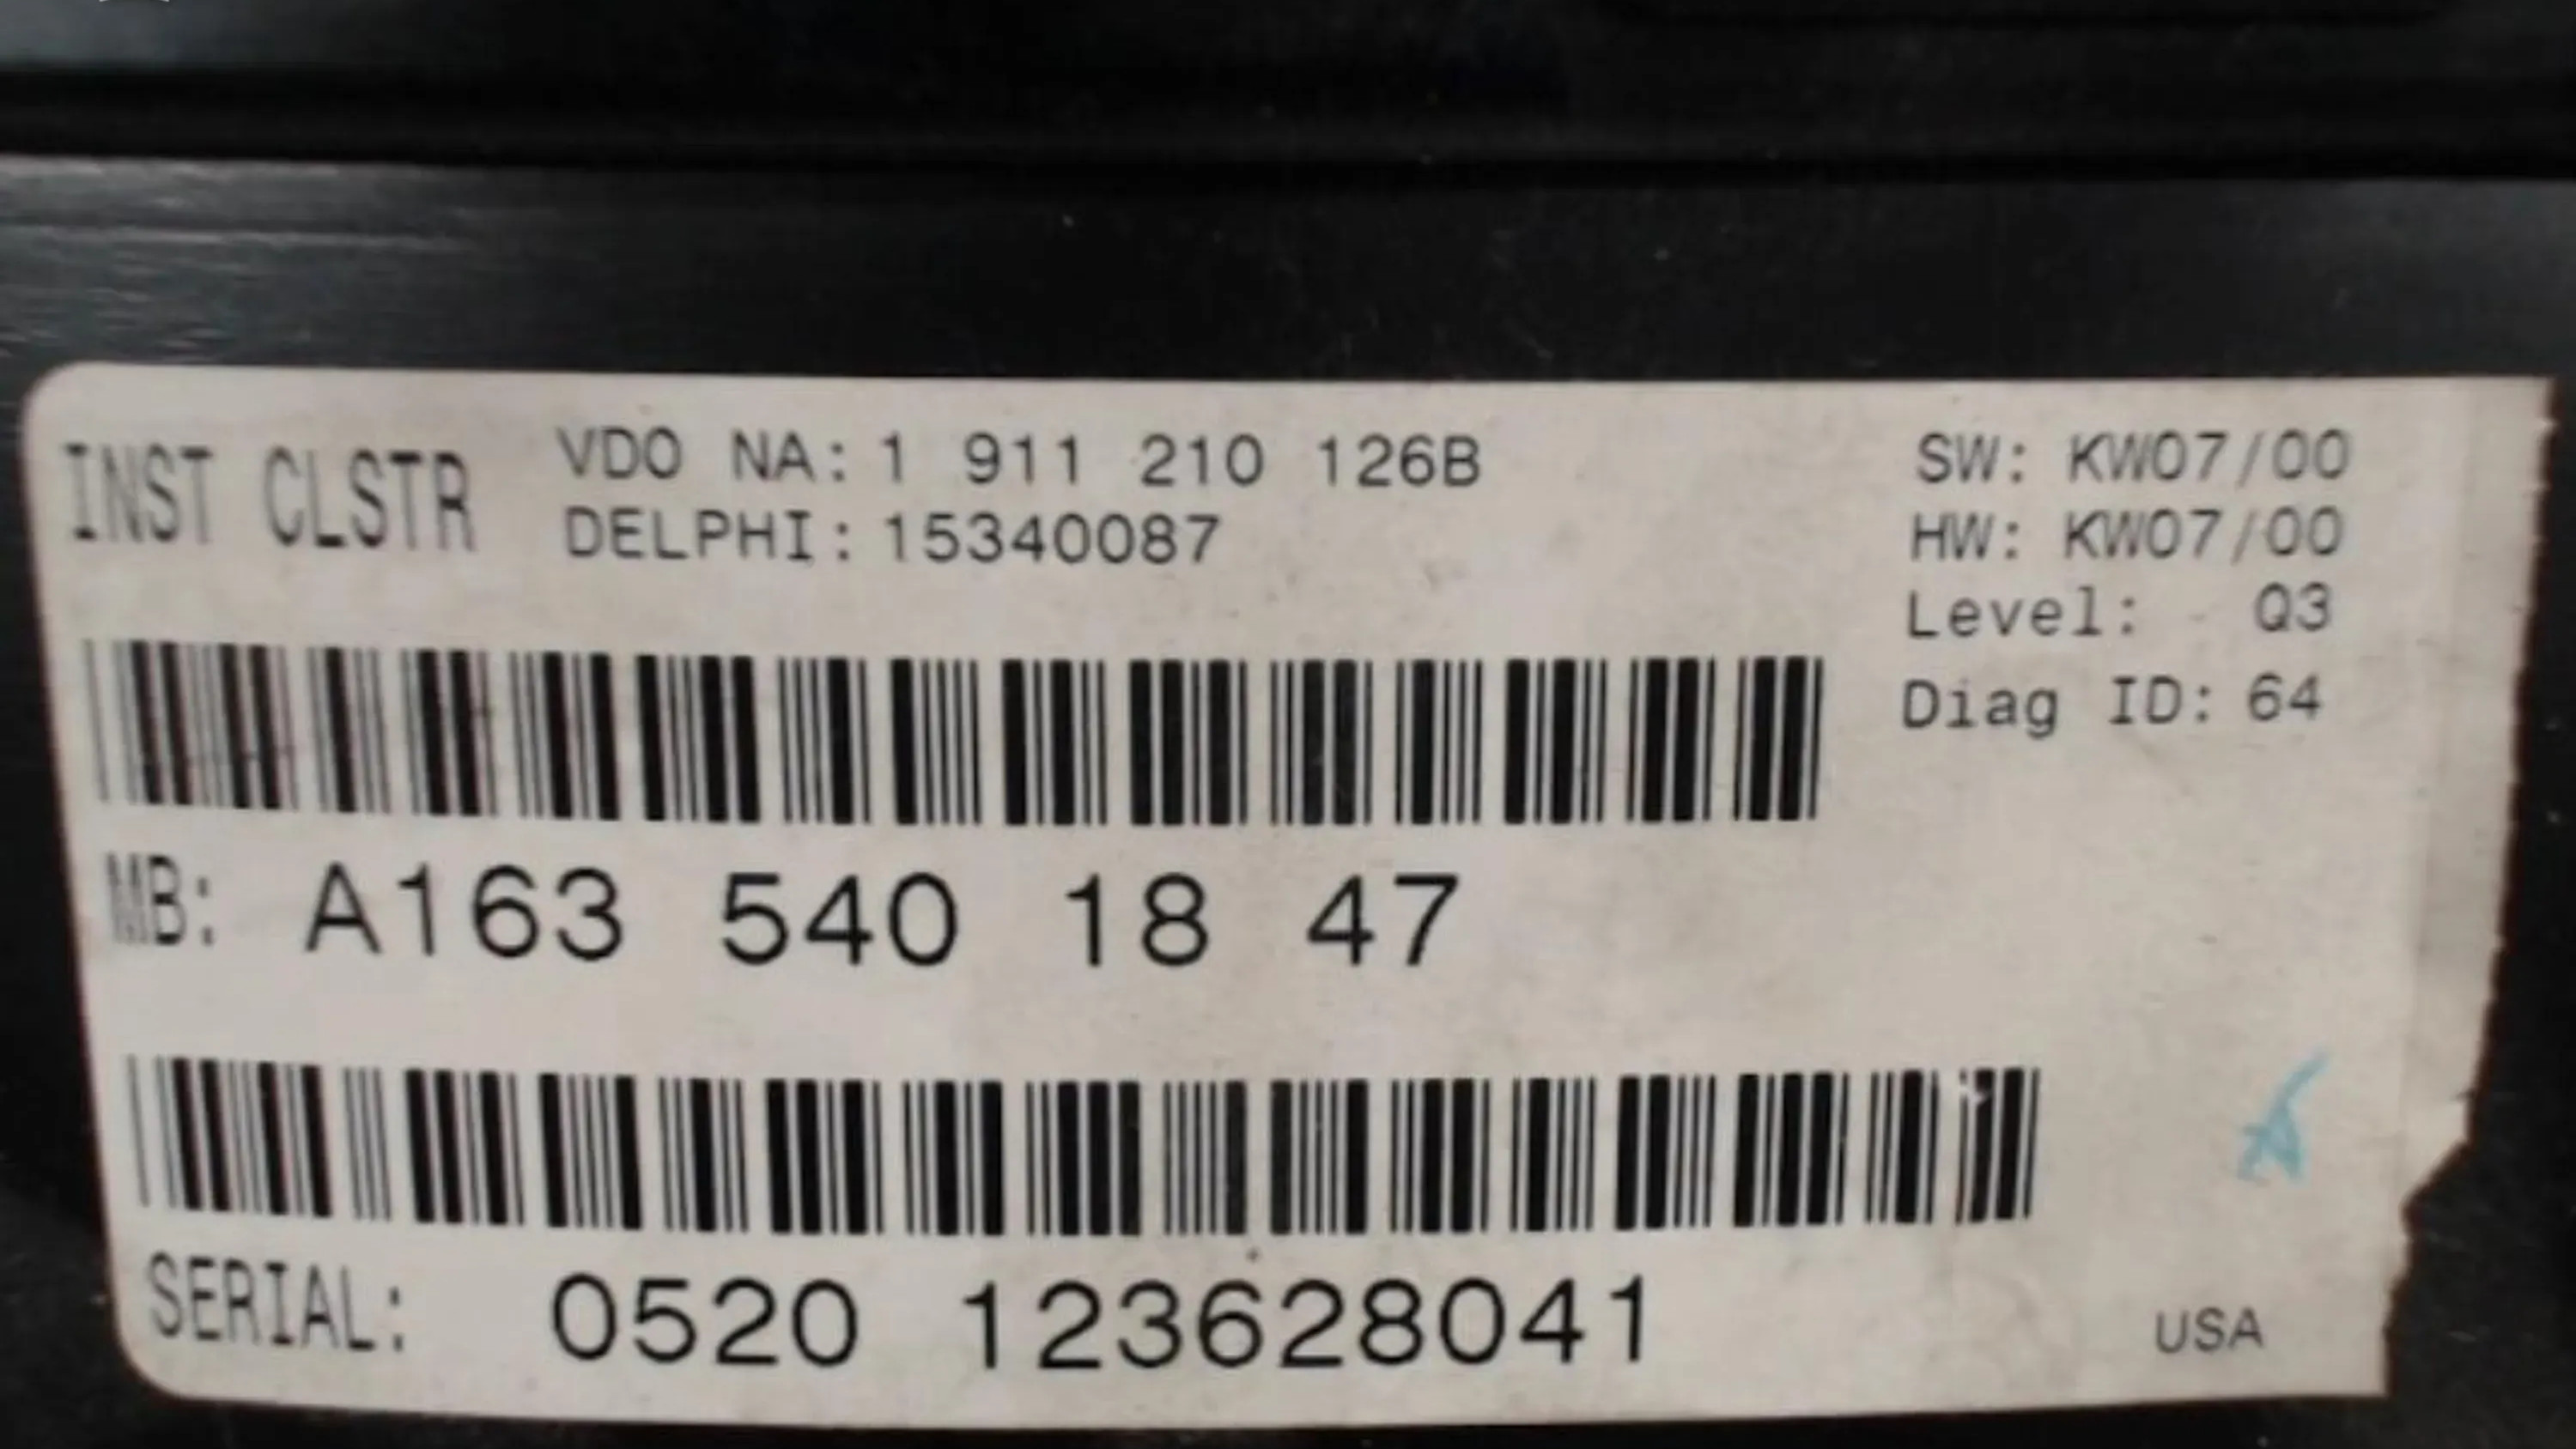 INST CLSTR
VDO NA: 1 911 210 126B
DELPHI: 15340087
SW: KW07/00
HW: KW07/00
Level: Q3
Diag ID: 64
MB: A163 540 18 47
SERIAL: 0520 123628041
USA